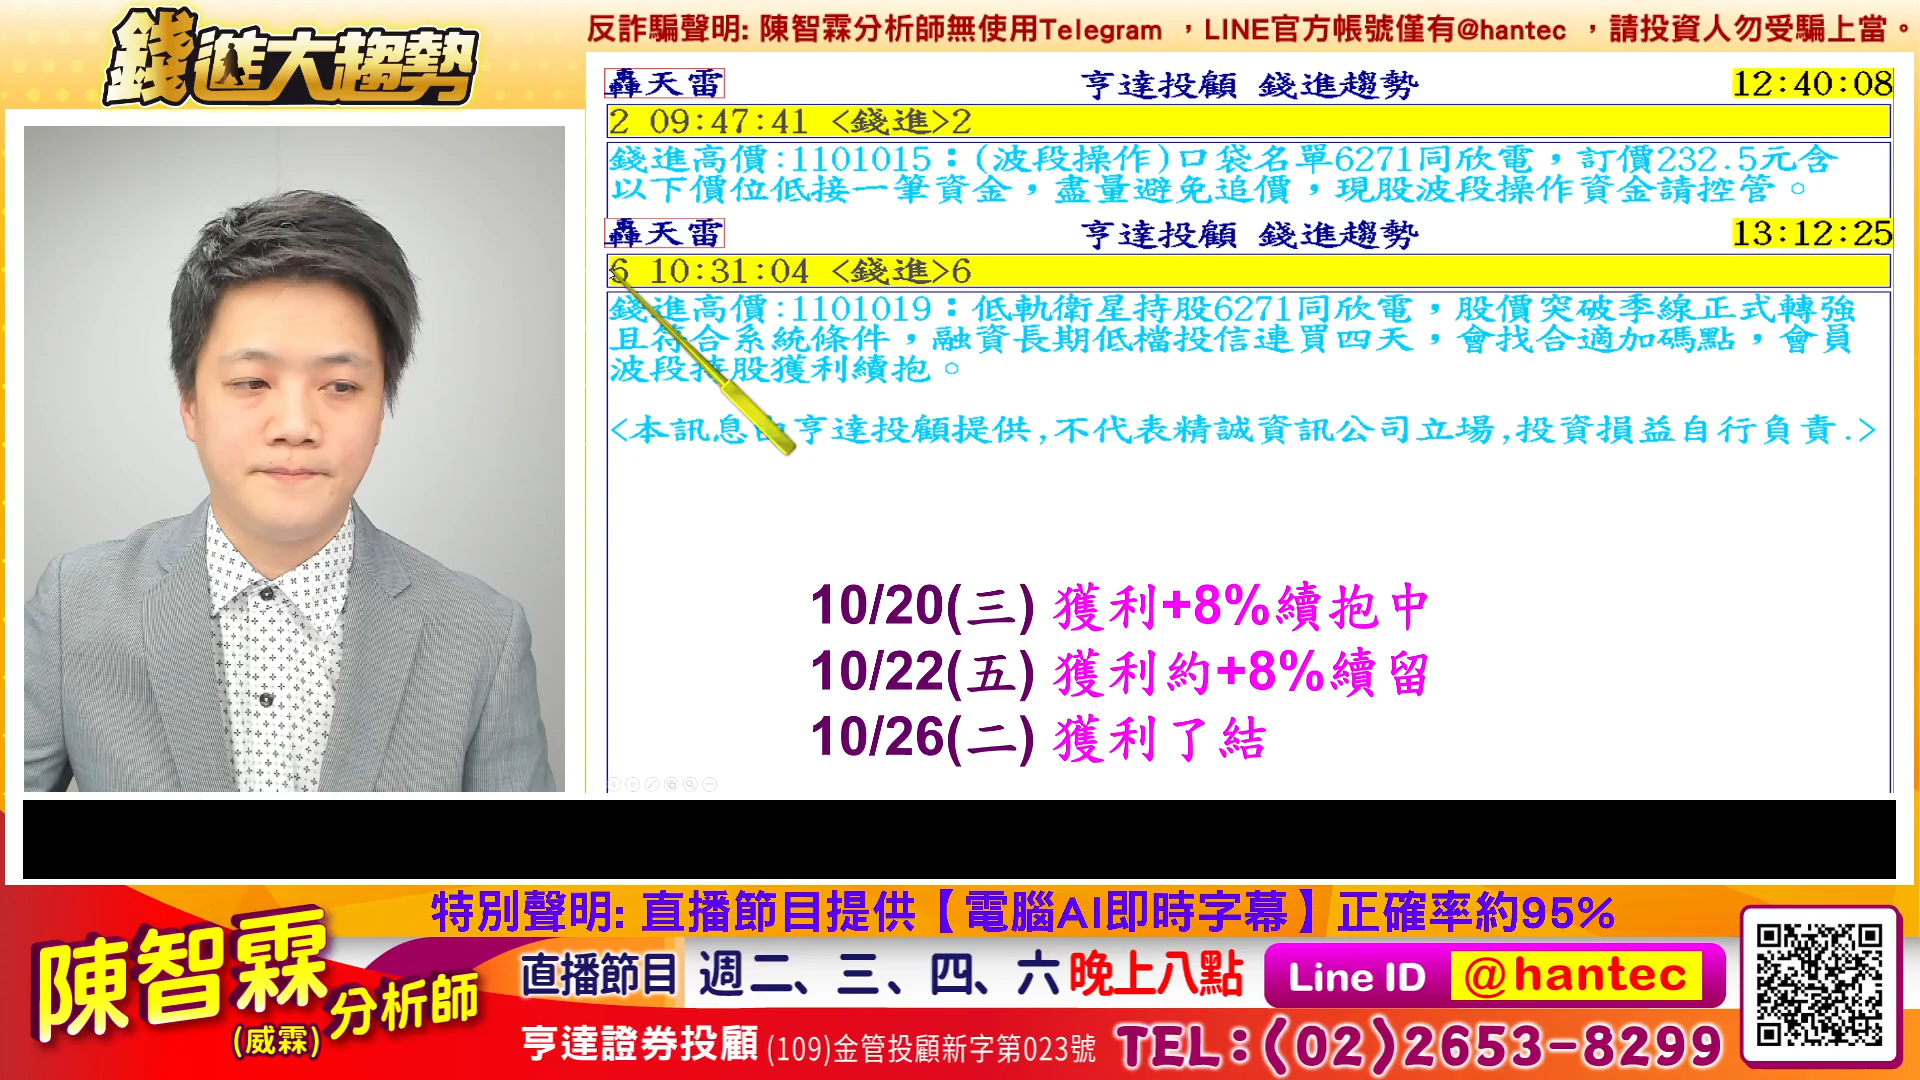 錢進大趨勢
反詐騙聲明: 陳智霖分析師無使用Telegram ，LINE官方帳號僅有@hantec ，請投資人勿受騙上當。
轟天雷 亨達投顧 錢進趨勢 12:40:08
2 09:47:41 <錢進>2
錢進高價:1101015：(波段操作)口袋名單6271同欣電，訂價232.5元含
以下價位低接一筆資金，盡量避免追價，現股波段操作資金請控管。
轟天雷 亨達投顧 錢進趨勢 13:12:25
6 10:31:04 <錢進>6
錢進高價:1101019：低軌衛星持股6271同欣電，股價突破季線正式轉強
且符合系統條件，融資長期低檔投信連買四天，會找合適加碼點，會員
波段持股獲利續抱。
<本訊息由亨達投顧提供,不代表精誠資訊公司立場,投資損益自行負責.>
10/20(三) 獲利+8%續抱中
10/22(五) 獲利約+8%續留
10/26(二) 獲利了結
特別聲明: 直播節目提供【電腦AI即時字幕】正確率約95%
陳智霖 (威霖) 分析師
直播節目 週二、三、四、六 晚上八點
Line ID @hantec
亨達證券投顧 (109)金管投顧新字第023號 TEL:(02)2653-8299